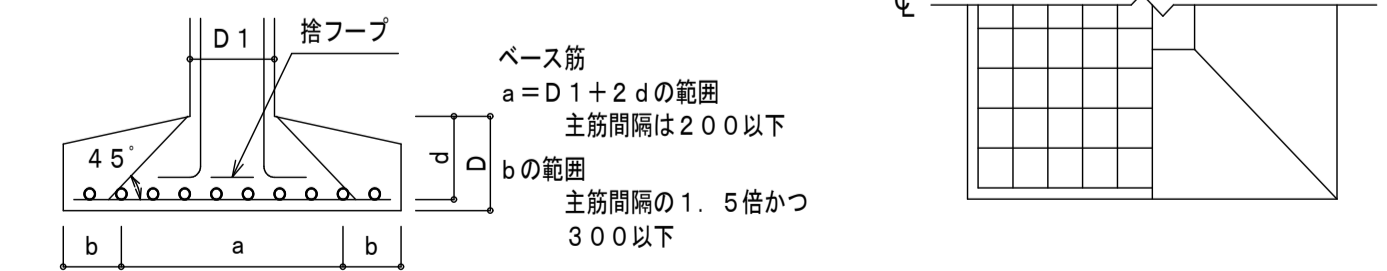 D1
捨フープ
45°
d
D
b
a
b
ベース筋
a=D1+2dの範囲
主筋間隔は200以下
bの範囲
主筋間隔の1.5倍かつ
300以下
℄